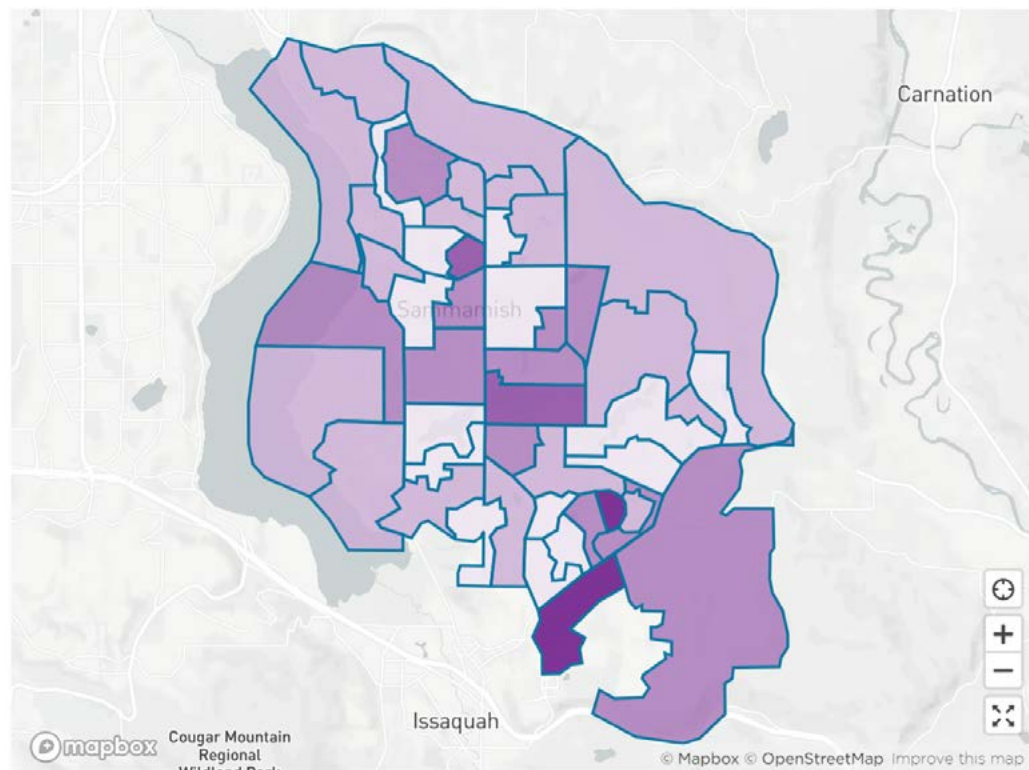 Carnation
Sammamish
Issaquah
mapbox
Cougar Mountain
Regional
© Mapbox © OpenStreetMap Improve this map